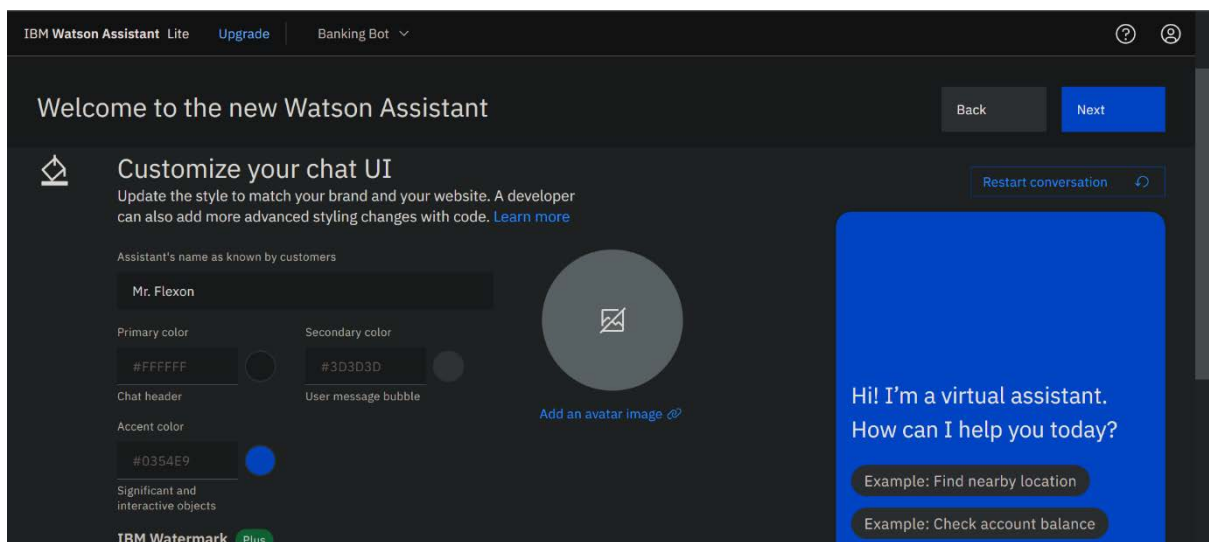 IBM Watson Assistant Lite Upgrade Banking Bot
Welcome to the new Watson Assistant
Back
Next
Customize your chat UI
Update the style to match your brand and your website. A developer
can also add more advanced styling changes with code. Learn more
Restart conversation
Assistant's name as known by customers
Mr. Flexon
Primary color
Secondary color
#FFFFFF
#3D3D3D
Chat header
User message bubble
Add an avatar image
Accent color
#0354E9
Significant and
interactive objects
IBM Watermark Plus
Hi! I'm a virtual assistant.
How can I help you today?
Example: Find nearby location
Example: Check account balance